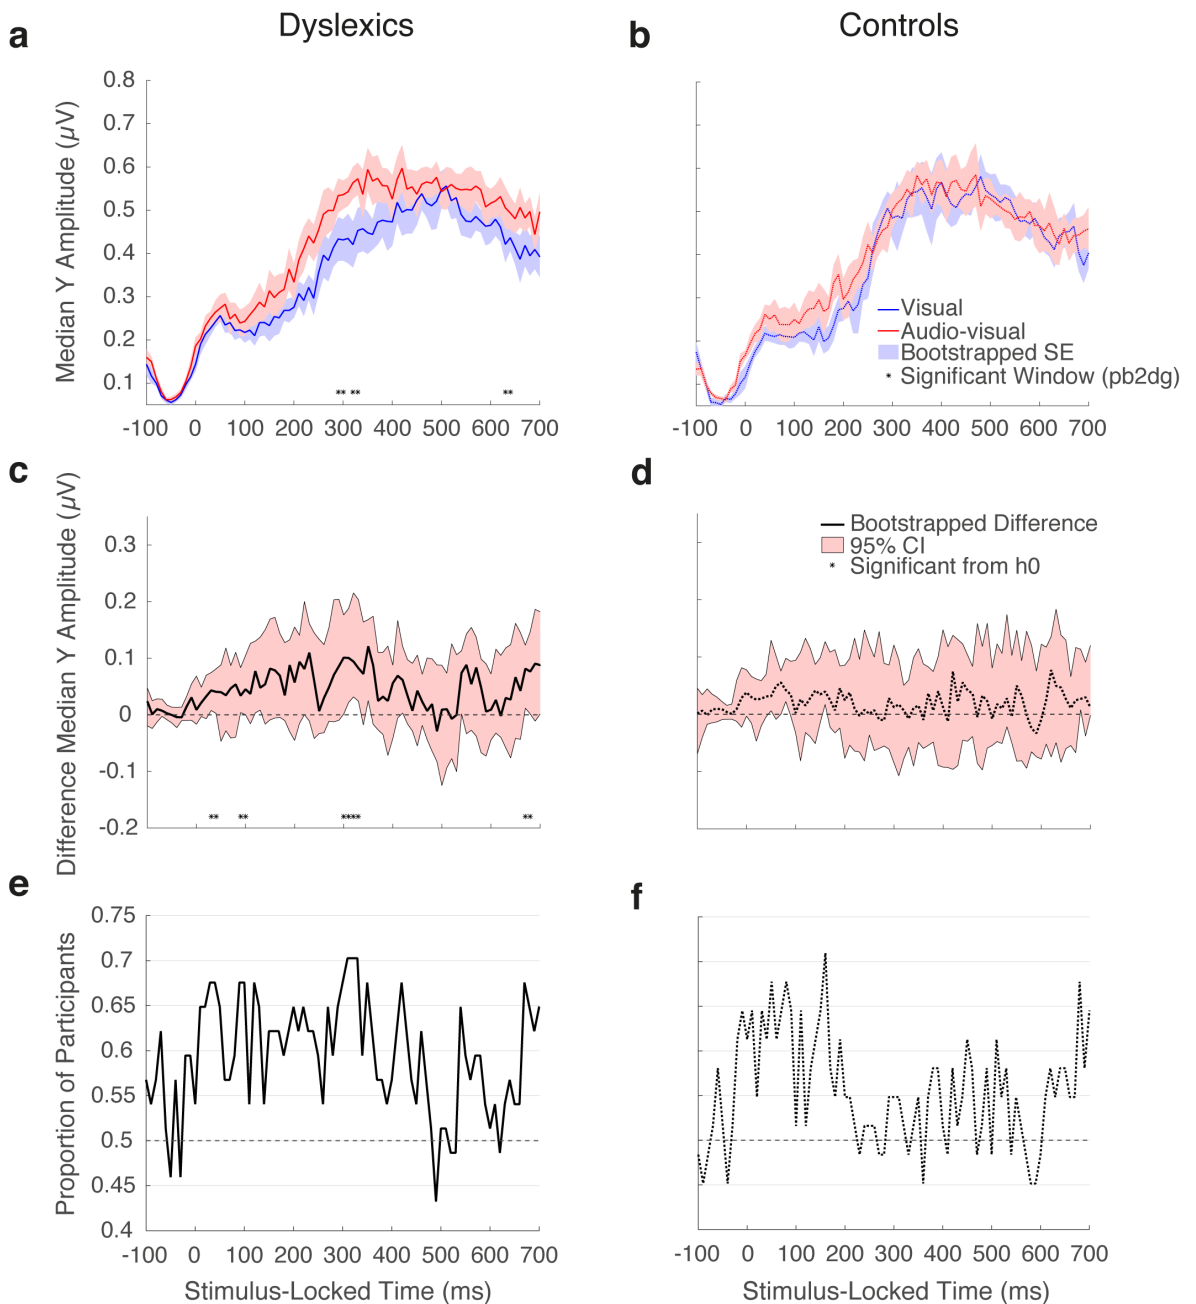 a
Dyslexics
b
Controls
Median Y Amplitude (μV)
0.8
0.7
0.6
0.5
0.4
0.3
0.2
0.1
** ** **
-100 0 100 200 300 400 500 600 700
Visual
Audio-visual
Bootstrapped SE
* Significant Window (pb2dg)
-100 0 100 200 300 400 500 600 700
c
d
Difference Median Y Amplitude (μV)
0.3
0.2
0.1
0
-0.1
-0.2
** ** **** **
Bootstrapped Difference
95% CI
* Significant from h0
e
f
Proportion of Participants
0.75
0.7
0.65
0.6
0.55
0.5
0.45
0.4
-100 0 100 200 300 400 500 600 700
Stimulus-Locked Time (ms)
-100 0 100 200 300 400 500 600 700
Stimulus-Locked Time (ms)